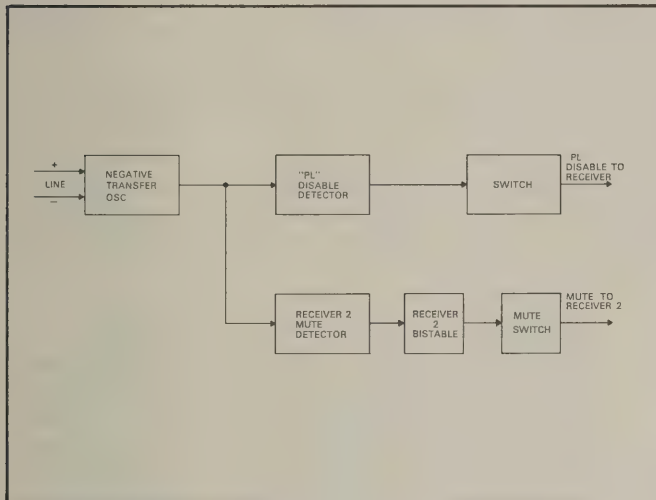 +
LINE
–
NEGATIVE
TRANSFER
OSC
"PL"
DISABLE
DETECTOR
SWITCH
PL
DISABLE TO
RECEIVER
RECEIVER 2
MUTE
DETECTOR
RECEIVER
2
BISTABLE
MUTE
SWITCH
MUTE TO
RECEIVER 2